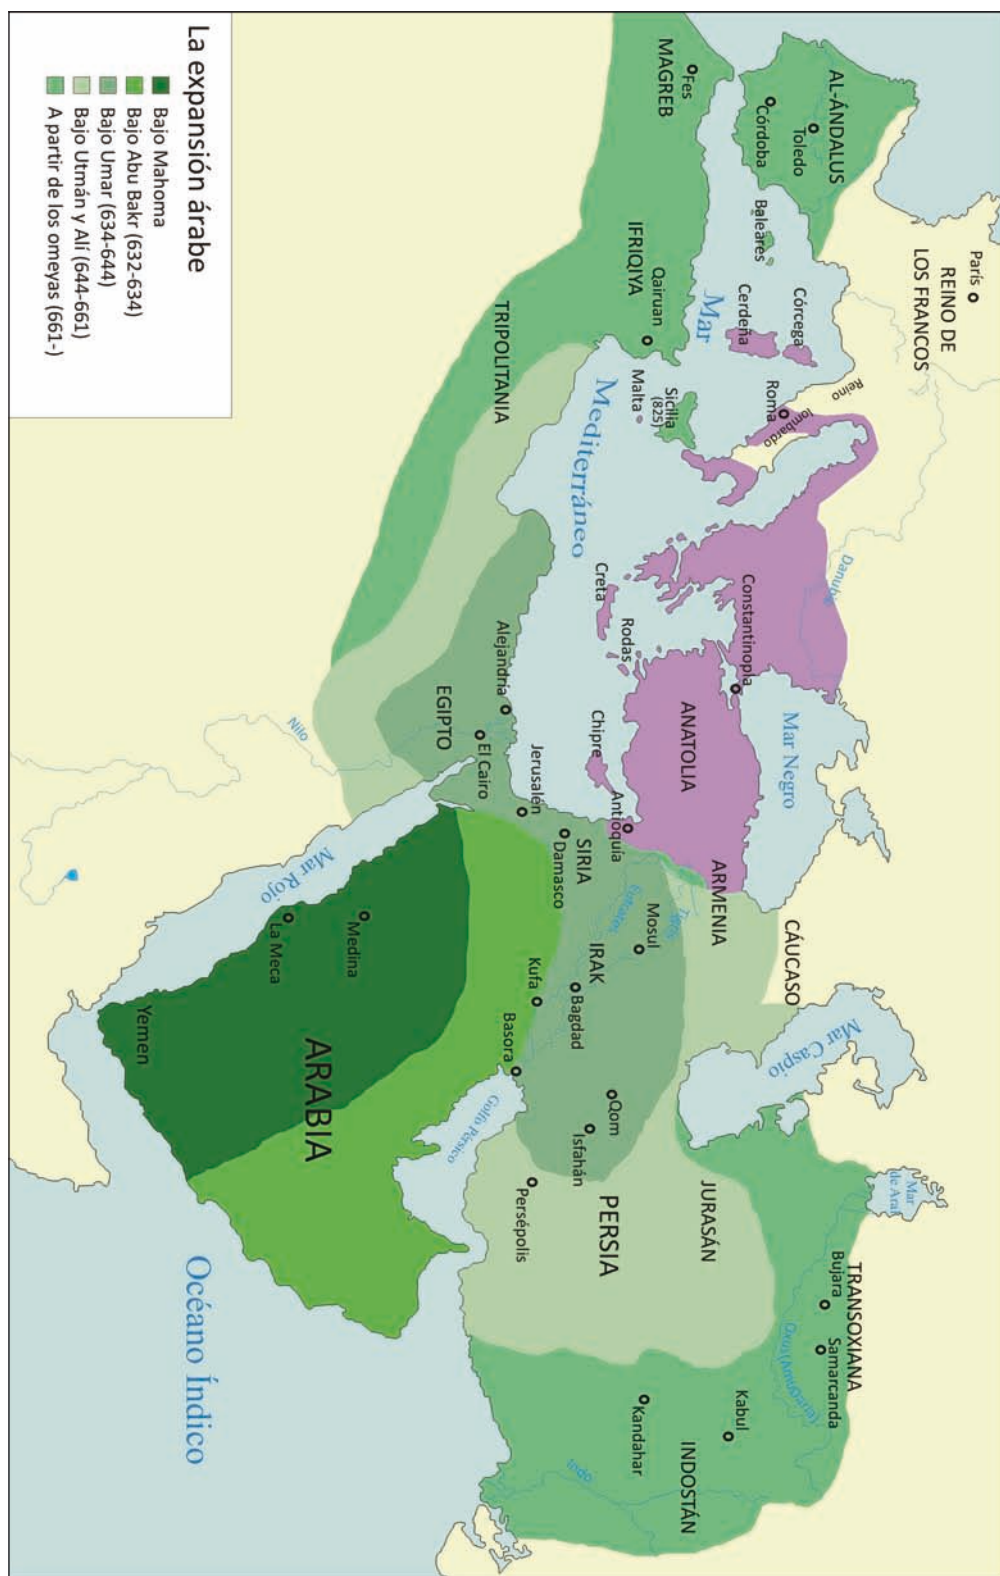 París
REINO DE
LOS FRANCOS
AL-ÁNDALUS
Toledo
Córdoba
Baleares
Córcega
Cerdeña
Roma
Reino
lombardo
Sicilia
(825)
Malta
Mar
Mediterráneo
Danubio
Constantinopla
Mar Negro
ANATOLIA
Creta
Rodas
Chipre
Antioquía
ARMENIA
CÁUCASO
Mar Caspio
Mar
de Aral
TRANSOXIANA
Bujara
Samarcanda
Oxus (Amu Daria)
JURASÁN
Kabul
INDOSTÁN
Kandahar
Indo
MAGREB
Fes
IFRIQIYA
Qairuan
TRIPOLITANIA
Alejandría
EGIPTO
El Cairo
Nilo
Jerusalén
SIRIA
Damasco
Éufrates
Tigris
Mosul
IRAK
Bagdad
Kufa
Basora
Qom
Isfahán
PERSIA
Persépolis
Golfo Pérsico
Mar Rojo
Medina
La Meca
ARABIA
Yemen
Océano Índico
La expansión árabe
Bajo Mahoma
Bajo Abu Bakr (632-634)
Bajo Umar (634-644)
Bajo Utmán y Alí (644-661)
A partir de los omeyas (661-)